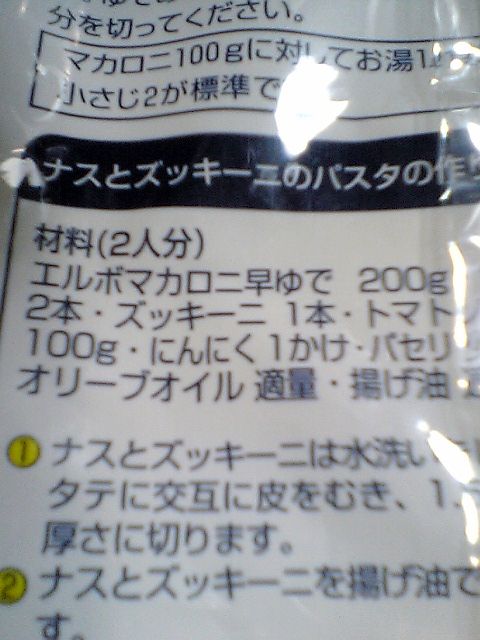 分を切ってください。
マカロニ100gに対してお湯1
小さじ2が標準で
ナスとズッキーニのパスタの作
材料(2人分)
エルボマカロニ早ゆで 200g
2本・ズッキーニ 1本・トマト
100g・にんにく1かけ・パセリ
オリーブオイル 適量・揚げ油
① ナスとズッキーニは水洗い
タテに交互に皮をむき、1.
厚さに切ります。
② ナスとズッキーニを揚げ油で
す。